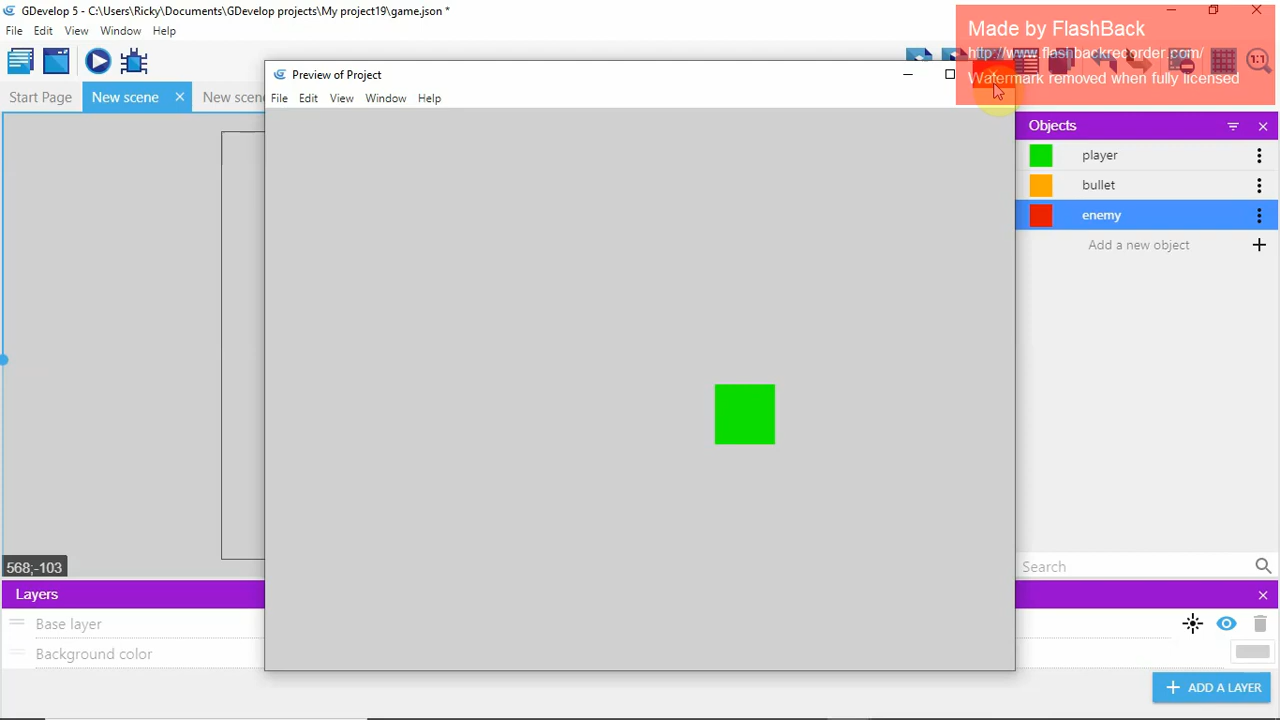 GDevelop 5 - C:\Users\Ricky\Documents\GDevelop projects\My project19\game.json *
File Edit View Window Help
Made by FlashBack
http://www.flashbackrecorder.com/
Watermark removed when fully licensed
1:1
Start Page
New scene
Preview of Project
File Edit View Window Help
Objects
player
bullet
enemy
Add a new object
568;-103
Search
Layers
Base layer
Background color
ADD A LAYER